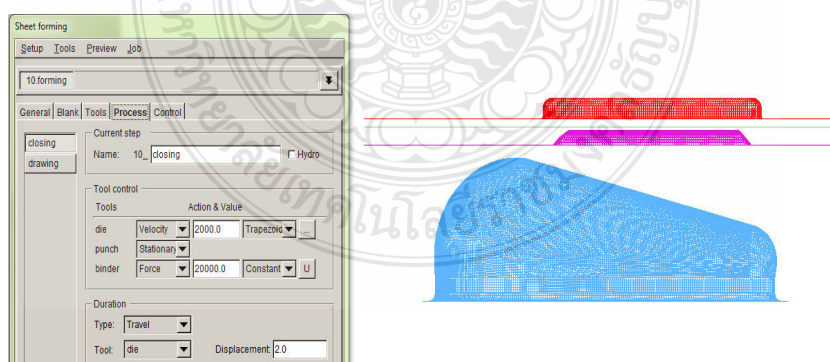 Sheet forming
Setup Tools Preview Job
10.forming
General Blank Tools Process Control
closing
drawing
Current step
Name: 10_ closing Hydro
Tool control
Tools Action & Value
die Velocity 2000.0 Trapezoid ...
punch Stationary
binder Force 20000.0 Constant U
Duration
Type: Travel
Tool: die Displacement: 2.0